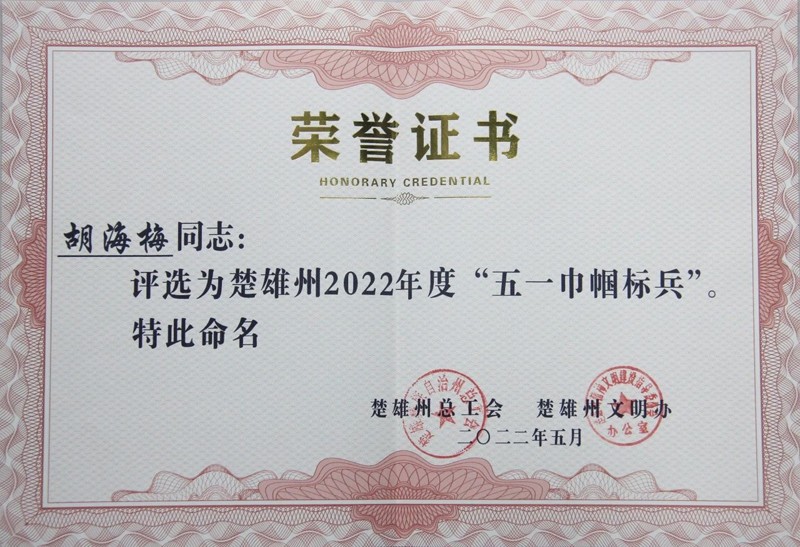 荣誉证书
HONORARY CREDENTIAL
胡海梅同志:
评选为楚雄州2022年度“五一巾帼标兵”。
特此命名
楚雄州总工会 楚雄州文明办
二〇二二年五月